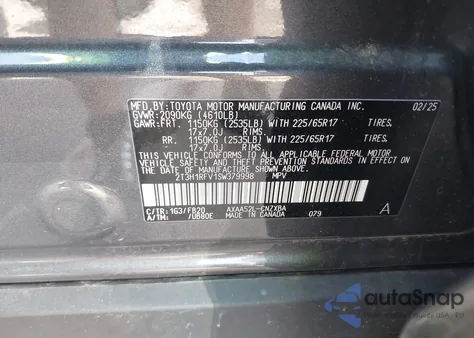 MFD.BY:TOYOTA MOTOR MANUFACTURING CANADA INC. 02/25
GVWR:2090KG (4610LB)
GAWR:FRT. 1150KG (2535LB) WITH 225/65R17 TIRES,
17x7.0J RIMS.
RR. 1150KG (2535LB) WITH 225/65R17 TIRES,
17x7.0J RIMS.
THIS VEHICLE CONFORMS TO ALL APPLICABLE FEDERAL MOTOR
VEHICLE SAFETY AND THEFT PREVENTION STANDARDS IN EFFECT
ON THE DATE OF MANUFACTURE SHOWN ABOVE.
2T3H1RFV1SW379998 MPV
C/TR:1G3/FB20 AXAA52L-CNZXBA A
A/TM: /UB80E MADE IN CANADA 079
autoSnap